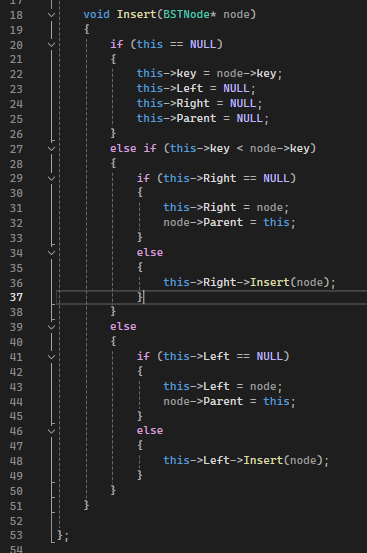 17
18 void Insert(BSTNode* node)
19 {
20 if (this == NULL)
21 {
22 this->key = node->key;
23 this->Left = NULL;
24 this->Right = NULL;
25 this->Parent = NULL;
26 }
27 else if (this->key < node->key)
28 {
29 if (this->Right == NULL)
30 {
31 this->Right = node;
32 node->Parent = this;
33 }
34 else
35 {
36 this->Right->Insert(node);
37 }
38 }
39 else
40 {
41 if (this->Left == NULL)
42 {
43 this->Left = node;
44 node->Parent = this;
45 }
46 else
47 {
48 this->Left->Insert(node);
49 }
50 }
51 }
52
53 };
54